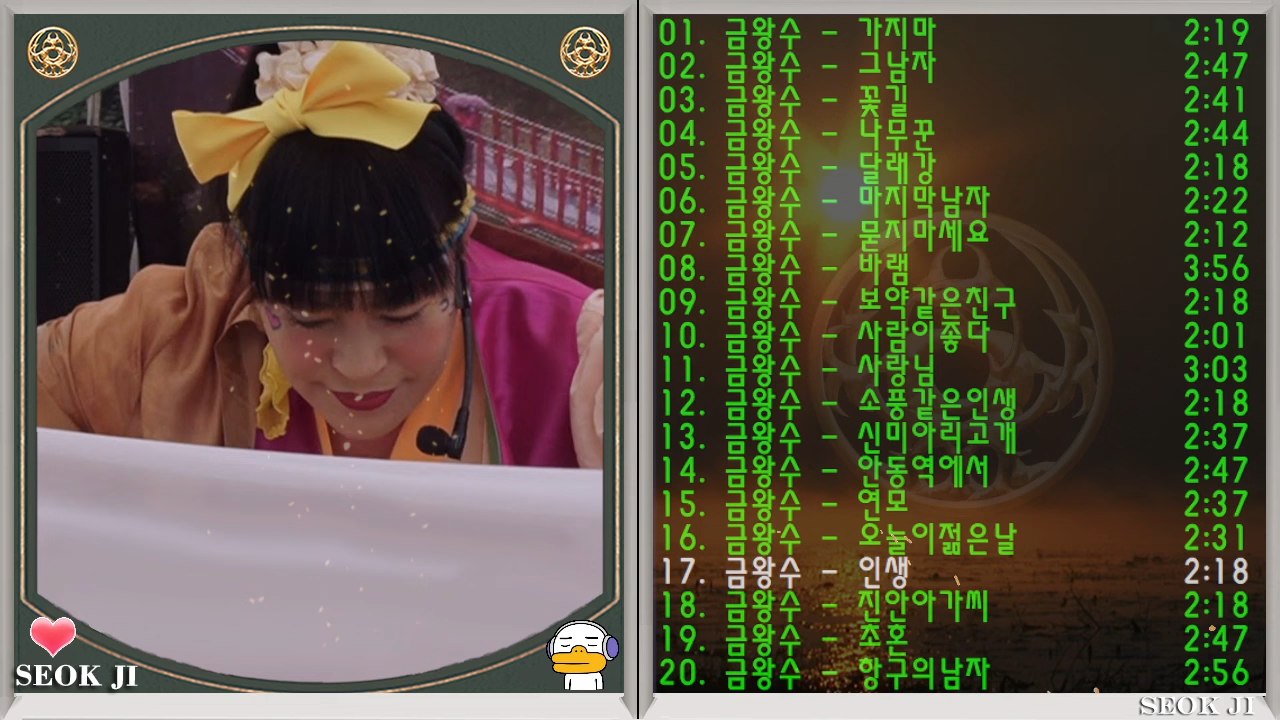 SEOK JI
01. 금왕수 - 가지마 2:19
02. 금왕수 - 그남자 2:47
03. 금왕수 - 꽃길 2:41
04. 금왕수 - 나무꾼 2:44
05. 금왕수 - 달래강 2:18
06. 금왕수 - 마지막남자 2:22
07. 금왕수 - 묻지마세요 2:12
08. 금왕수 - 바램 3:56
09. 금왕수 - 보약같은친구 2:18
10. 금왕수 - 사람이좋다 2:01
11. 금왕수 - 사랑님 3:03
12. 금왕수 - 소풍같은인생 2:18
13. 금왕수 - 신미아리고개 2:37
14. 금왕수 - 안동역에서 2:47
15. 금왕수 - 연모 2:37
16. 금왕수 - 오늘이젊은날 2:31
17. 금왕수 - 인생 2:18
18. 금왕수 - 진안아가씨 2:18
19. 금왕수 - 초혼 2:47
20. 금왕수 - 항구의남자 2:56
SEOK JI